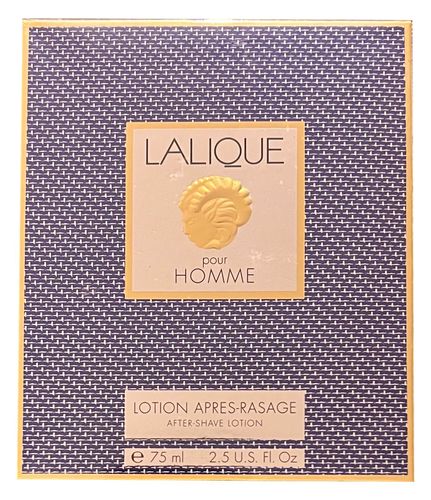 LALIQUE
pour
HOMME
LOTION APRES-RASAGE
AFTER-SHAVE LOTION
℮ 75 ml 2.5 U.S. Fl. Oz